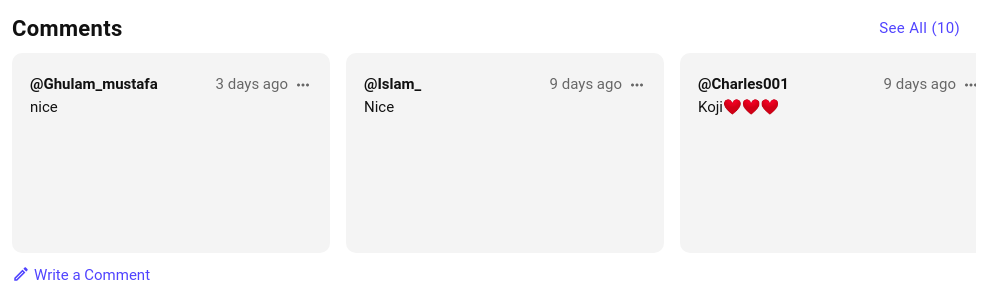 Comments
See All (10)
@Ghulam_mustafa 3 days ago
nice
@Islam_ 9 days ago
Nice
@Charles001 9 days ago
Koji❤️❤️❤️
Write a Comment